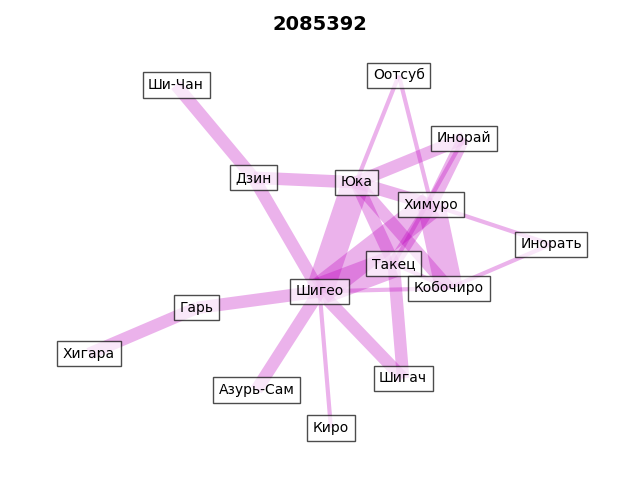 2085392
Оотсуб
Ши-Чан
Инорай
Дзин
Юка
Химуро
Инорать
Такец
Кобочиро
Шигео
Гарь
Хигара
Шигач
Азурь-Сам
Киро